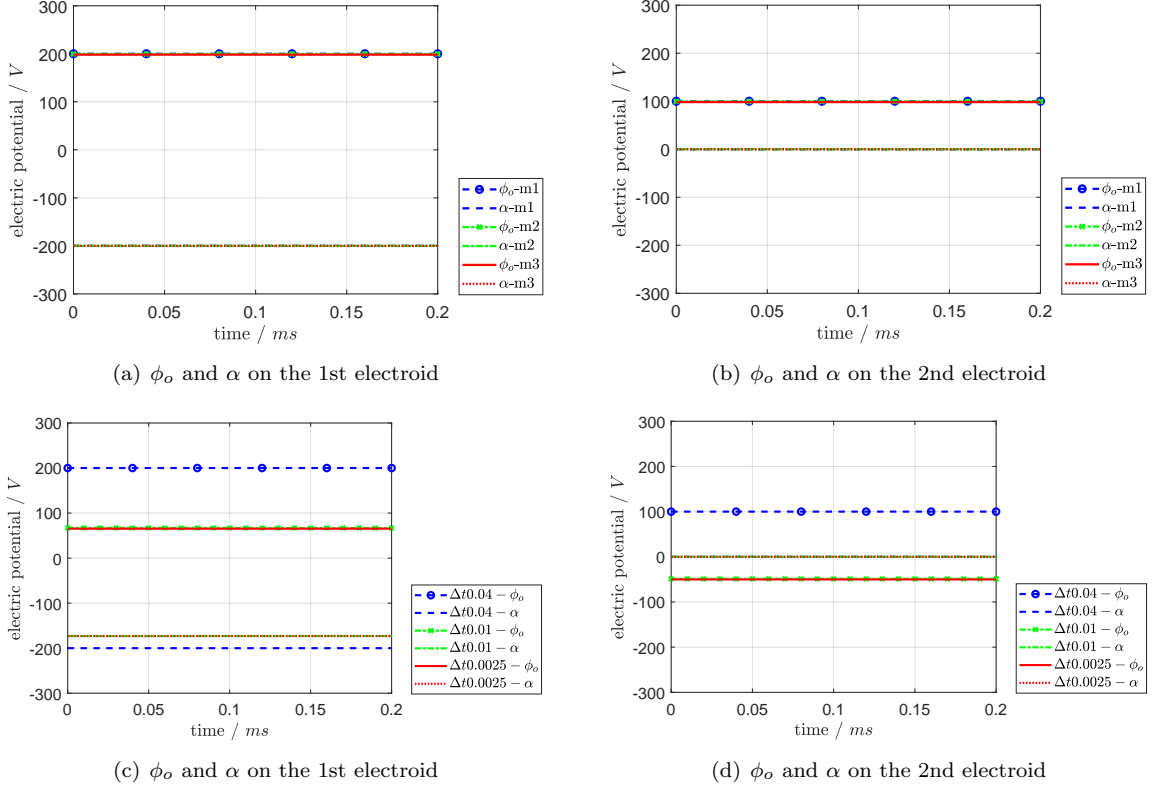 300
200
100
0
-100
-200
-300
electric potential / V
0
0.05
0.1
0.15
0.2
time / ms
ϕₒ-m1
α-m1
ϕₒ-m2
α-m2
ϕₒ-m3
α-m3
(a) ϕₒ and α on the 1st electroid
300
200
100
0
-100
-200
-300
electric potential / V
0
0.05
0.1
0.15
0.2
time / ms
ϕₒ-m1
α-m1
ϕₒ-m2
α-m2
ϕₒ-m3
α-m3
(b) ϕₒ and α on the 2nd electroid
300
200
100
0
-100
-200
-300
electric potential / V
0
0.05
0.1
0.15
0.2
time / ms
Δt0.04 − ϕₒ
Δt0.04 − α
Δt0.01 − ϕₒ
Δt0.01 − α
Δt0.0025 − ϕₒ
Δt0.0025 − α
(c) ϕₒ and α on the 1st electroid
300
200
100
0
-100
-200
-300
electric potential / V
0
0.05
0.1
0.15
0.2
time / ms
Δt0.04 − ϕₒ
Δt0.04 − α
Δt0.01 − ϕₒ
Δt0.01 − α
Δt0.0025 − ϕₒ
Δt0.0025 − α
(d) ϕₒ and α on the 2nd electroid